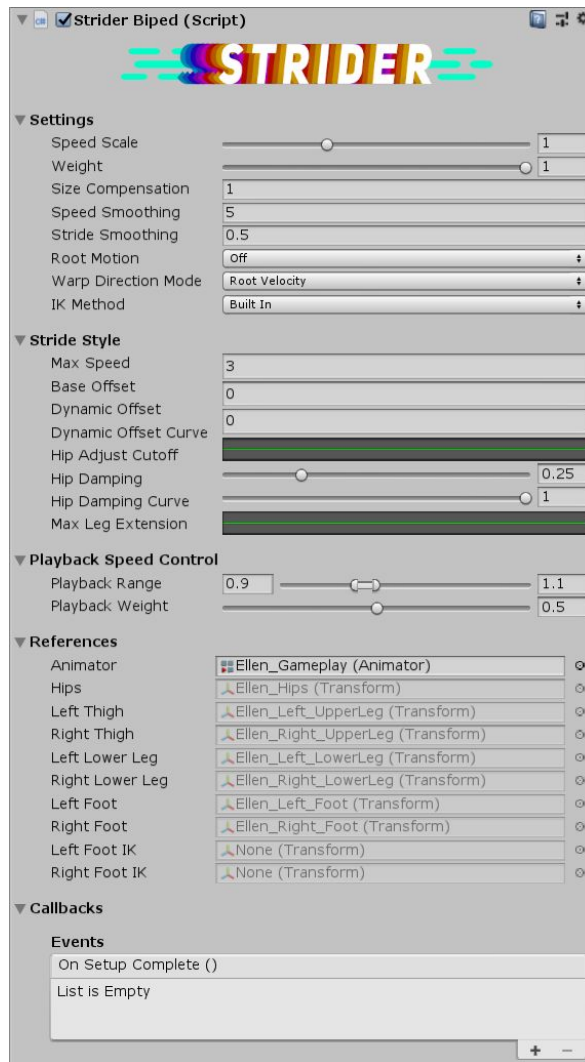 Strider Biped (Script)
STRIDER
Settings
Speed Scale 1
Weight 1
Size Compensation 1
Speed Smoothing 5
Stride Smoothing 0.5
Root Motion Off
Warp Direction Mode Root Velocity
IK Method Built In
Stride Style
Max Speed 3
Base Offset 0
Dynamic Offset 0
Dynamic Offset Curve
Hip Adjust Cutoff
Hip Damping 0.25
Hip Damping Curve 1
Max Leg Extension
Playback Speed Control
Playback Range 0.9 1.1
Playback Weight 0.5
References
Animator Ellen_Gameplay (Animator)
Hips Ellen_Hips (Transform)
Left Thigh Ellen_Left_UpperLeg (Transform)
Right Thigh Ellen_Right_UpperLeg (Transform)
Left Lower Leg Ellen_Left_LowerLeg (Transform)
Right Lower Leg Ellen_Right_LowerLeg (Transform)
Left Foot Ellen_Left_Foot (Transform)
Right Foot Ellen_Right_Foot (Transform)
Left Foot IK None (Transform)
Right Foot IK None (Transform)
Callbacks
Events
On Setup Complete ()
List is Empty
+ −